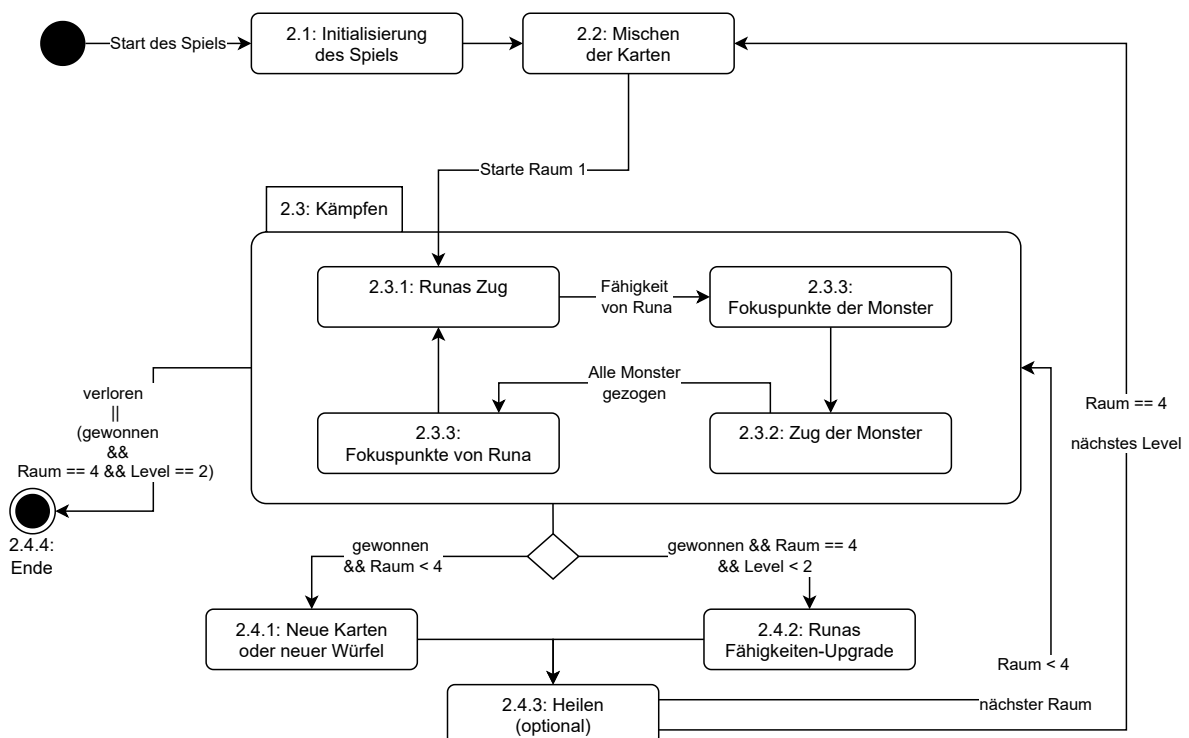 Start des Spiels
2.1: Initialisierung
des Spiels
2.2: Mischen
der Karten
Starte Raum 1
2.3: Kämpfen
2.3.1: Runas Zug
Fähigkeit
von Runa
2.3.3:
Fokuspunkte der Monster
Alle Monster
gezogen
2.3.3:
Fokuspunkte von Runa
2.3.2: Zug der Monster
verloren
||
(gewonnen
&&
Raum == 4 && Level == 2)
2.4.4:
Ende
Raum == 4
nächstes Level
gewonnen
&& Raum < 4
gewonnen && Raum == 4
&& Level < 2
2.4.1: Neue Karten
oder neuer Würfel
2.4.2: Runas
Fähigkeiten-Upgrade
Raum < 4
nächster Raum
2.4.3: Heilen
(optional)